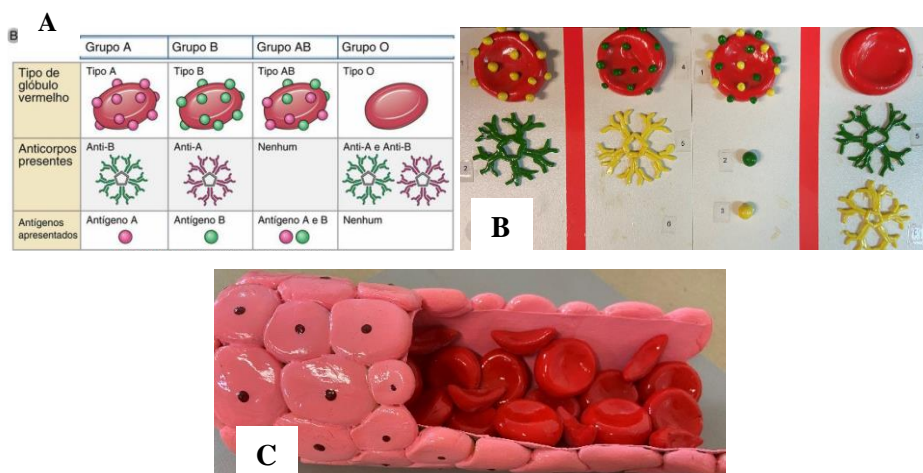 B
A
Grupo A Grupo B Grupo AB Grupo O
Tipo de glóbulo vermelho
Tipo A Tipo B Tipo AB Tipo O
Anticorpos presentes
Anti-B Anti-A Nenhum Anti-A e Anti-B
Antígenos apresentados
Antígeno A Antígeno B Antígeno A e B Nenhum
1 4 1
2 5 2 5
6 3
B
C